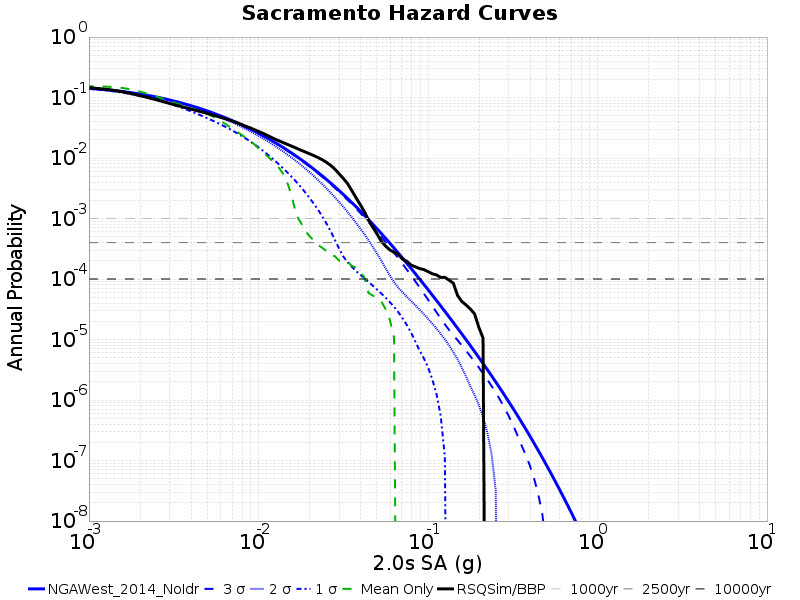 Sacramento Hazard Curves
10^0
10^-1
10^-2
10^-3
10^-4
10^-5
10^-6
10^-7
10^-8
Annual Probability
10^-3 10^-2 10^-1 10^0 10^1
2.0s SA (g)
NGAWest_2014_NoIdr 3 σ 2 σ 1 σ Mean Only RSQSim/BBP 1000yr 2500yr 10000yr